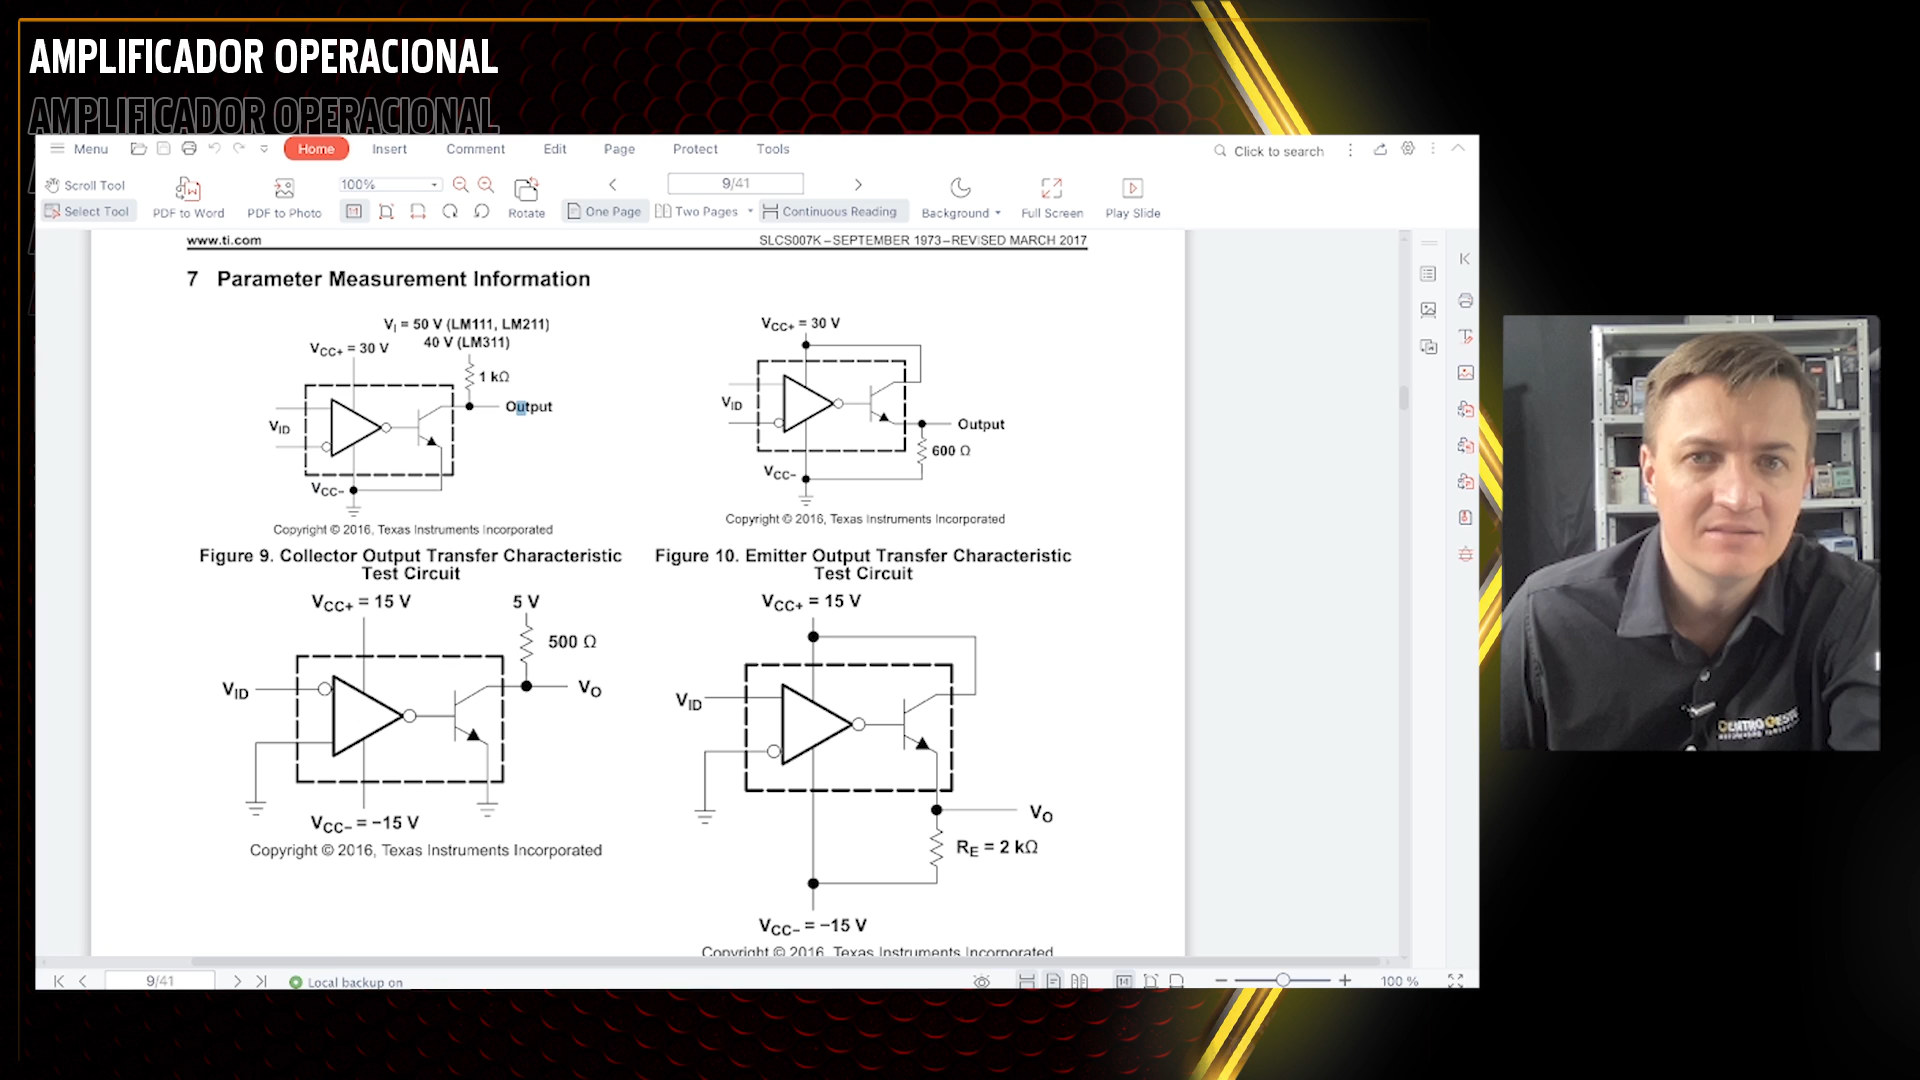 AMPLIFICADOR OPERACIONAL
AMPLIFICADOR OPERACIONAL
Menu
Home
Insert
Comment
Edit
Page
Protect
Tools
Click to search
Scroll Tool
Select Tool
PDF to Word
PDF to Photo
100%
Rotate
9/41
One Page
Two Pages
Continuous Reading
Background
Full Screen
Play Slide
www.ti.com
SLCS007K – SEPTEMBER 1973–REVISED MARCH 2017
7 Parameter Measurement Information
VI = 50 V (LM111, LM211)
40 V (LM311)
VCC+ = 30 V
1 kΩ
Output
VID
VCC–
Copyright © 2016, Texas Instruments Incorporated
Figure 9. Collector Output Transfer Characteristic
Test Circuit
VCC+ = 30 V
VID
Output
600 Ω
VCC–
Copyright © 2016, Texas Instruments Incorporated
Figure 10. Emitter Output Transfer Characteristic
Test Circuit
VCC+ = 15 V
5 V
500 Ω
VID
VO
VCC– = –15 V
Copyright © 2016, Texas Instruments Incorporated
VCC+ = 15 V
VID
VO
RE = 2 kΩ
VCC– = –15 V
Copyright © 2016, Texas Instruments Incorporated
9/41
Local backup on
100 %